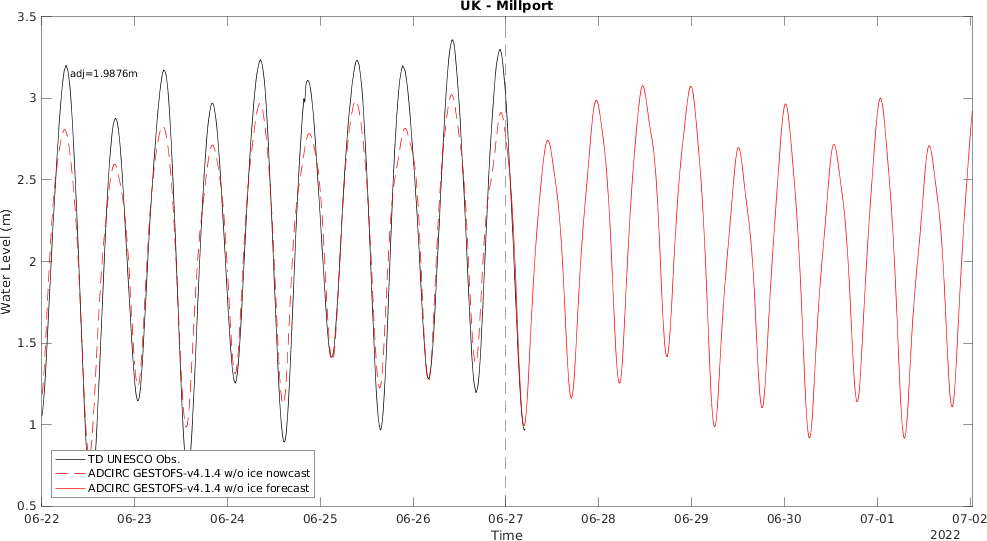 UK - Millport
3.5
3
2.5
2
1.5
1
0.5
Water Level (m)
adj=1.9876m
TD UNESCO Obs.
ADCIRC GESTOFS-v4.1.4 w/o ice nowcast
ADCIRC GESTOFS-v4.1.4 w/o ice forecast
06-22 06-23 06-24 06-25 06-26 06-27 06-28 06-29 06-30 07-01 07-02
Time
2022